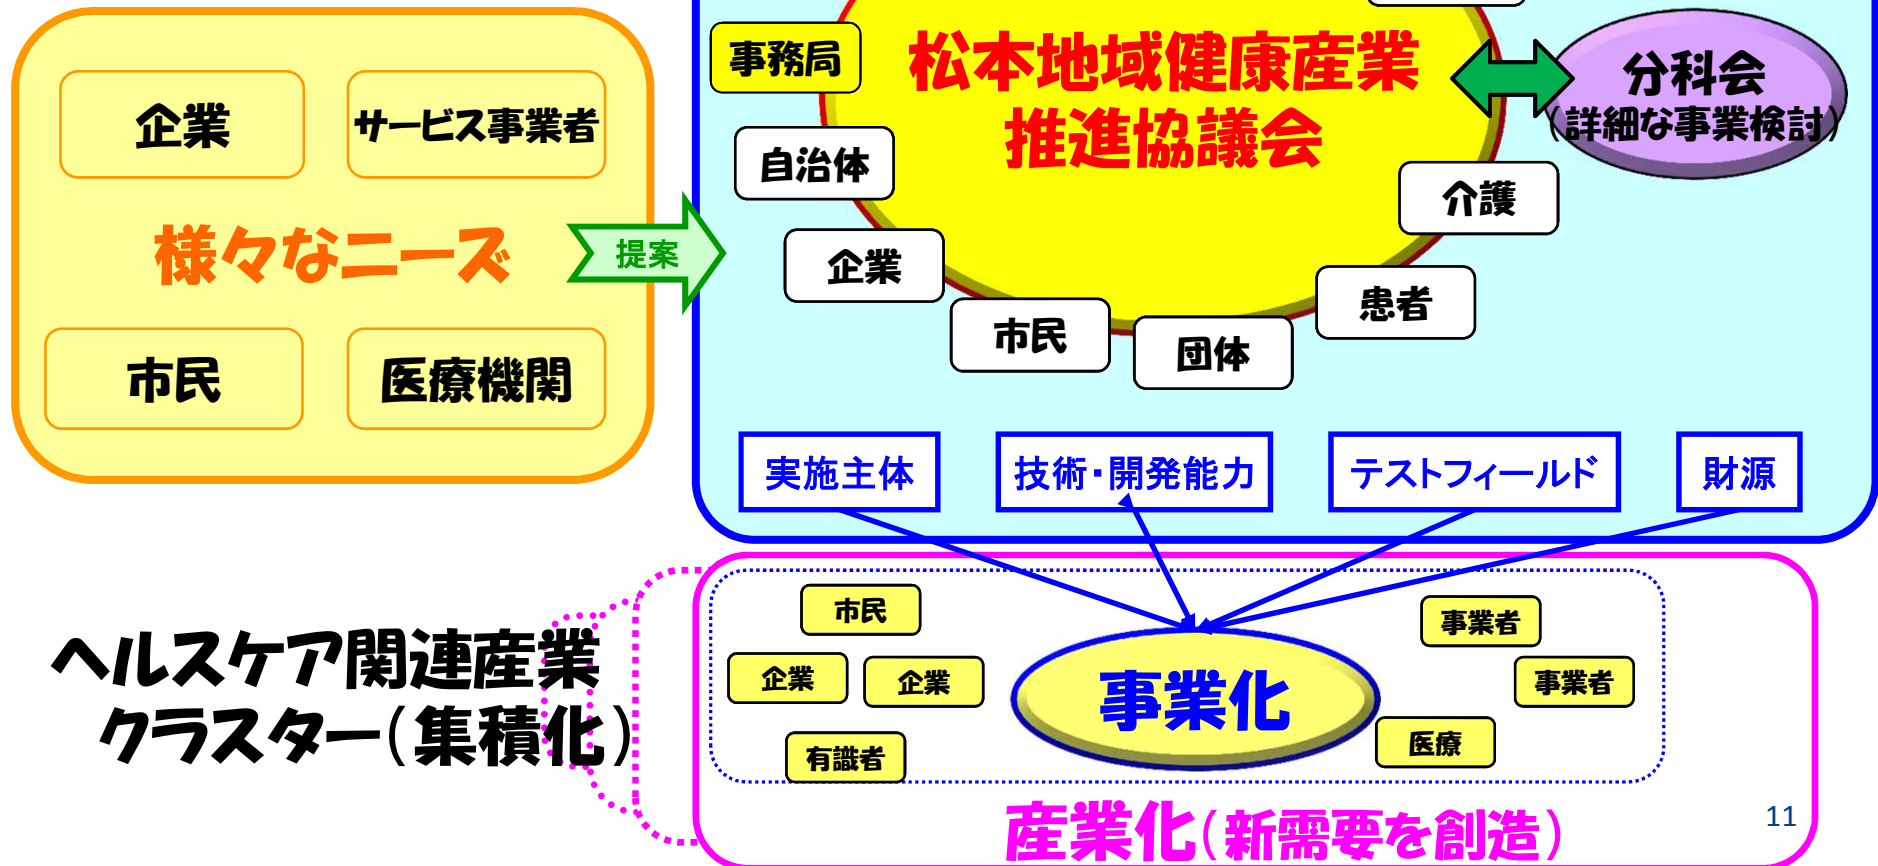 事務局
松本地域健康産業
推進協議会
分科会
(詳細な事業検討)
企業
サービス事業者
自治体
介護
様々なニーズ
提案
企業
患者
市民
団体
市民
医療機関
実施主体
技術・開発能力
テストフィールド
財源
市民
事業者
企業
企業
事業化
事業者
有識者
医療
ヘルスケア関連産業
クラスター(集積化)
産業化(新需要を創造)
11